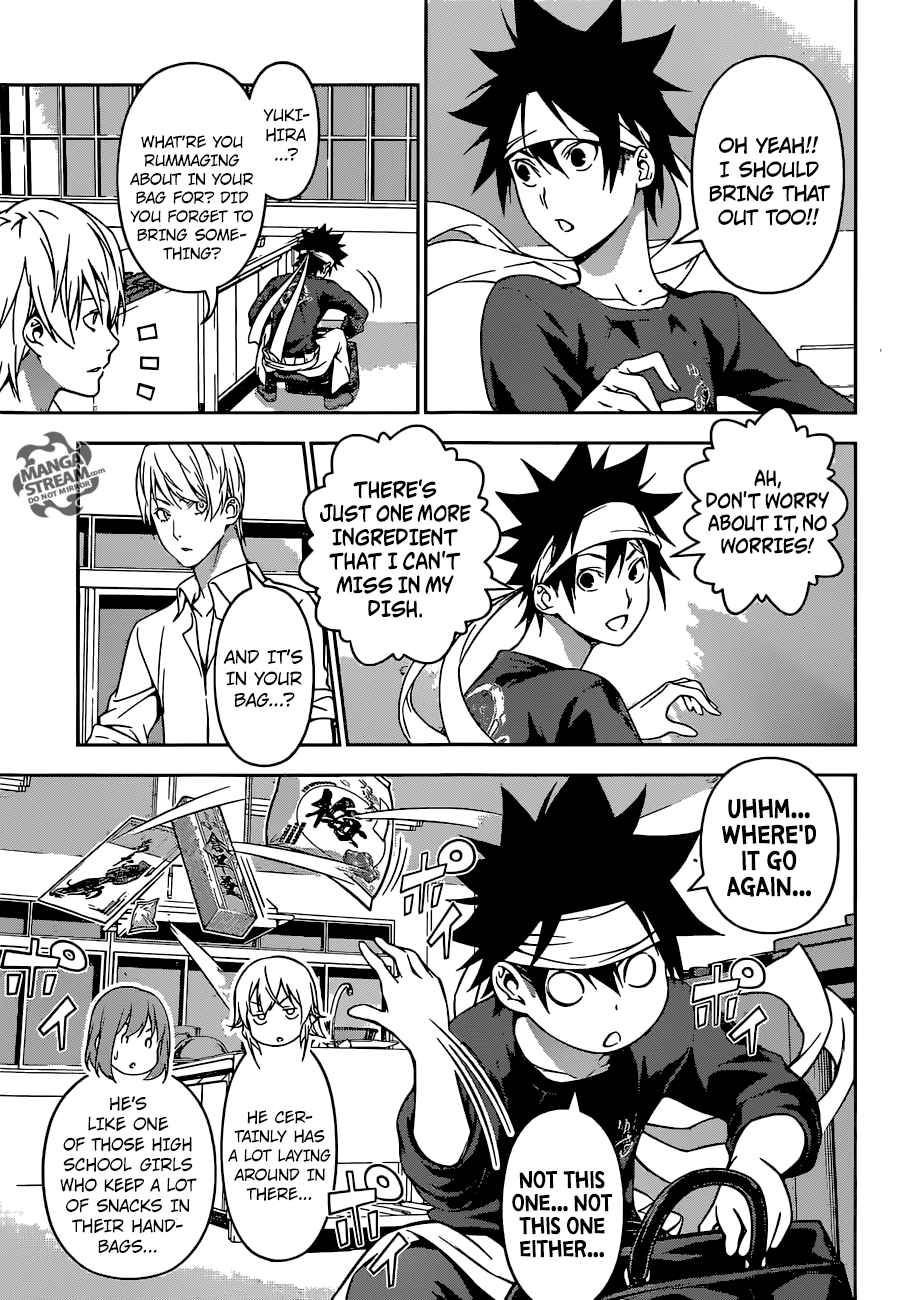 OH YEAH!!
I SHOULD
BRING THAT
OUT TOO!!
YUKI-
HIRA
...?
WHAT'RE YOU
RUMMAGING
ABOUT IN YOUR
BAG FOR? DID
YOU FORGET TO
BRING SOME-
THING?
AH,
DON'T WORRY
ABOUT IT, NO
WORRIES!
THERE'S
JUST ONE MORE
INGREDIENT
THAT I CAN'T
MISS IN MY
DISH.
AND IT'S
IN YOUR
BAG...?
MANGA
STREAM.com
DO NOT MIRROR
UHHM...
WHERE'D
IT GO
AGAIN...
ポイ
ポイ
ポイ
ポイ
NOT THIS
ONE... NOT
THIS ONE
EITHER...
HE CER-
TAINLY HAS
A LOT LAYING
AROUND IN
THERE...
HE'S
LIKE ONE
OF THOSE HIGH
SCHOOL GIRLS
WHO KEEP A LOT
OF SNACKS IN
THEIR HAND-
BAGS...